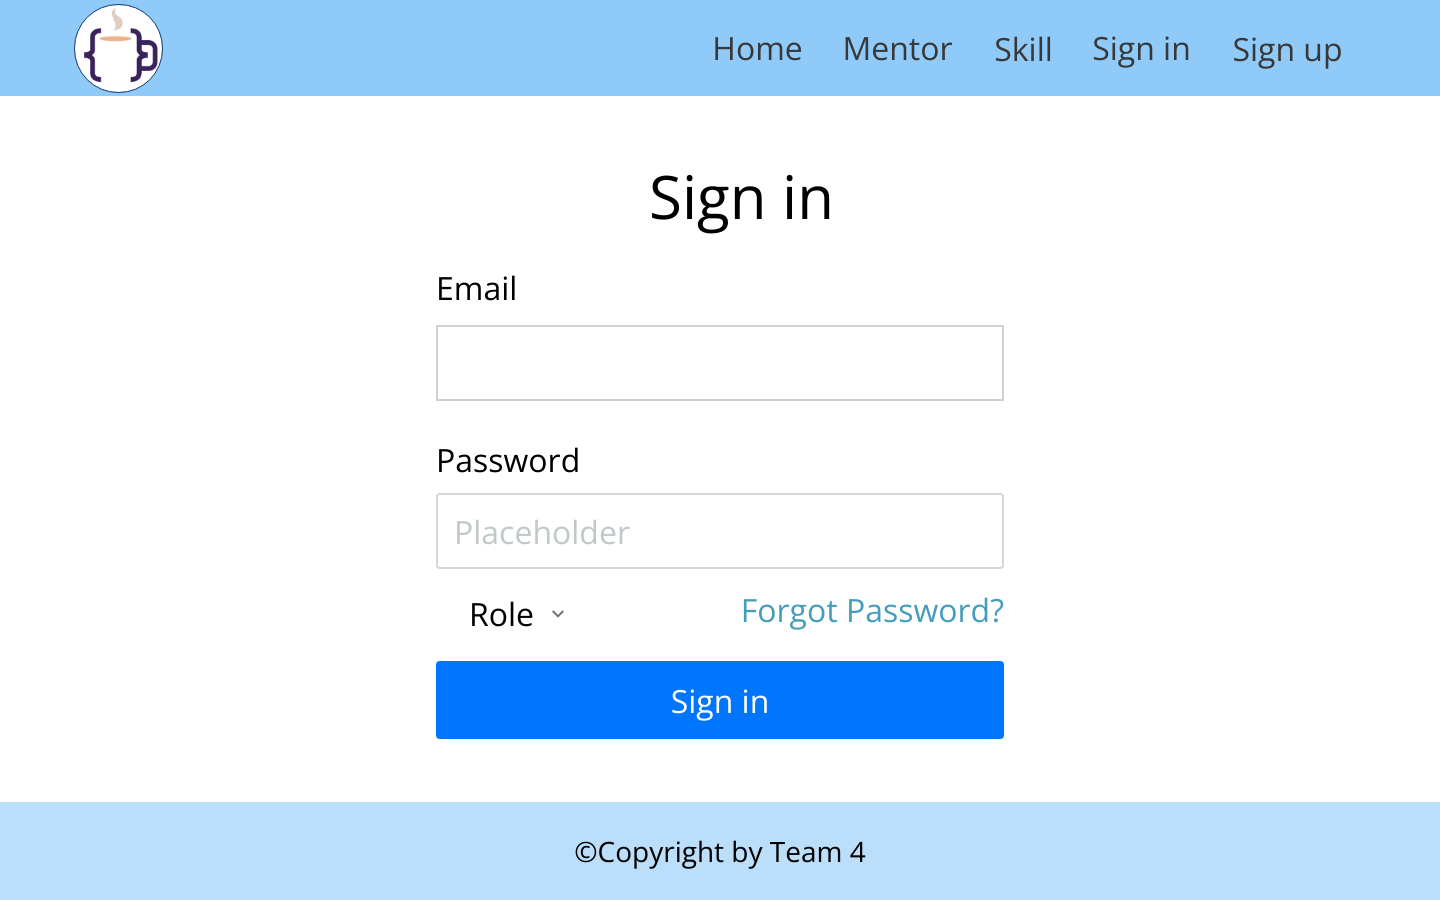 Home Mentor Skill Sign in Sign up
Sign in
Email
Password
Placeholder
Role Forgot Password?
Sign in
©Copyright by Team 4